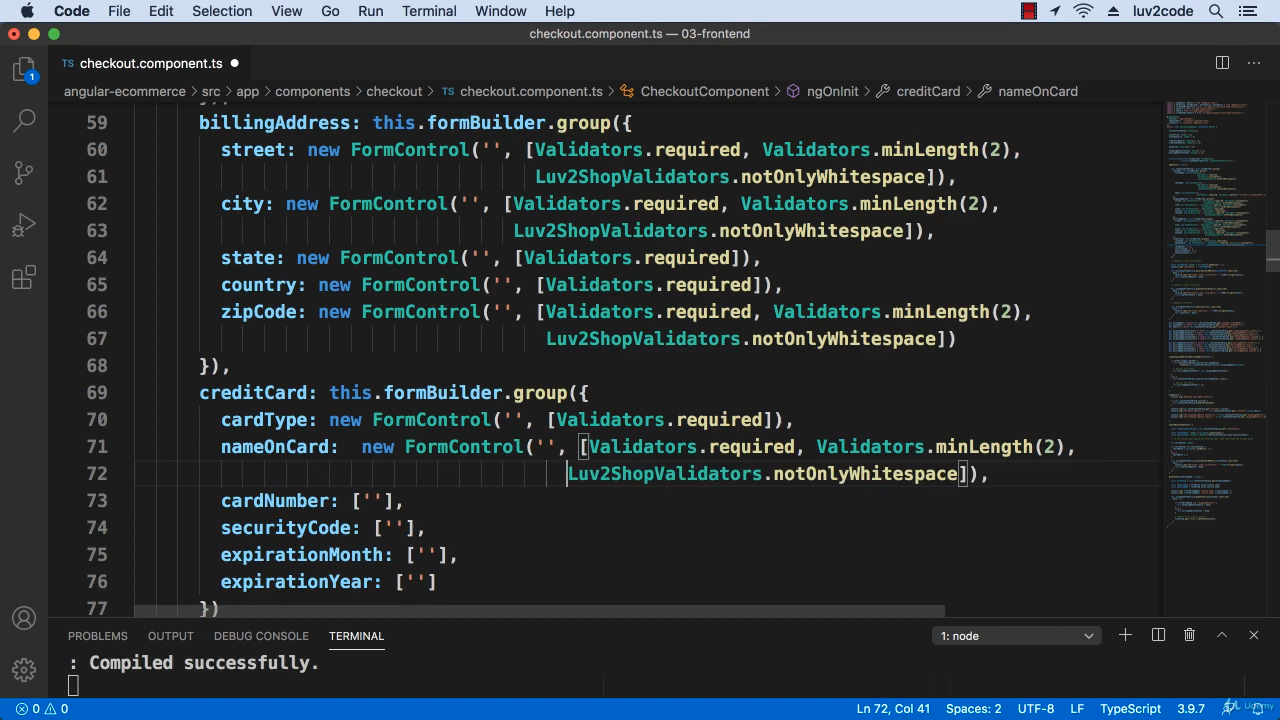 Code File Edit Selection View Go Run Terminal Window Help luv2code
checkout.component.ts — 03-frontend
TS checkout.component.ts
angular-ecommerce › src › app › components › checkout › TS checkout.component.ts › CheckoutComponent › ngOnInit › creditCard › nameOnCard
59 billingAddress: this.formBuilder.group({
60 street: new FormControl('', [Validators.required, Validators.minLength(2),
61 Luv2ShopValidators.notOnlyWhitespace]),
62 city: new FormControl('', [Validators.required, Validators.minLength(2),
63 Luv2ShopValidators.notOnlyWhitespace]),
64 state: new FormControl('', [Validators.required]),
65 country: new FormControl('', [Validators.required]),
66 zipCode: new FormControl('', [Validators.required, Validators.minLength(2),
67 Luv2ShopValidators.notOnlyWhitespace])
68 }),
69 creditCard: this.formBuilder.group({
70 cardType: new FormControl('', [Validators.required]),
71 nameOnCard:  new FormControl('', [Validators.required, Validators.minLength(2),
72 Luv2ShopValidators.notOnlyWhitespace]),
73 cardNumber: [''],
74 securityCode: [''],
75 expirationMonth: [''],
76 expirationYear: ['']
77 })
PROBLEMS OUTPUT DEBUG CONSOLE TERMINAL 1: node
: Compiled successfully.
0 0 Ln 72, Col 41 Spaces: 2 UTF-8 LF TypeScript 3.9.7
Udemy
1